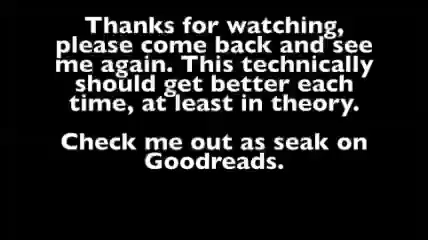 Thanks for watching,
please come back and see
me again. This technically
should get better each
time, at least in theory.
Check me out as seak on
Goodreads.